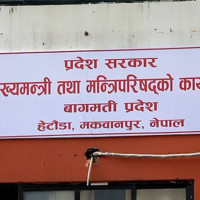 प्रदेश सरकार
ख्यमन्त्री तथा मन्त्रिपरिषद्को का
बागमती प्रदेश
हेटौंडा, मकवानपुर, नेपाल